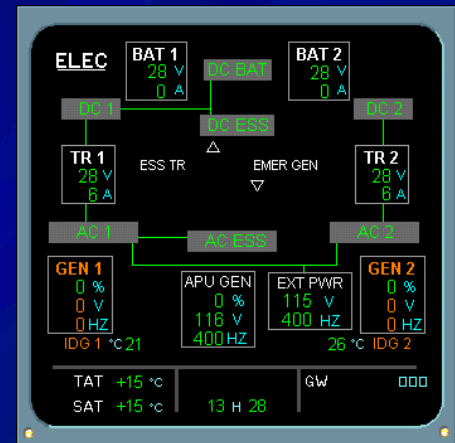 ELEC
BAT 1
28 V
0 A
DC BAT
BAT 2
28 V
0 A
DC 1
DC ESS
DC 2
TR 1
28 V
6 A
ESS TR
EMER GEN
TR 2
28 V
6 A
AC 1
AC ESS
AC 2
GEN 1
0 %
0 V
0 HZ
IDG 1 °C 21
APU GEN
0 %
116 V
400 HZ
EXT PWR
115 V
400 HZ
GEN 2
0 %
0 V
0 HZ
26 °C IDG 2
TAT +15 °C
SAT +15 °C
13 H 28
GW